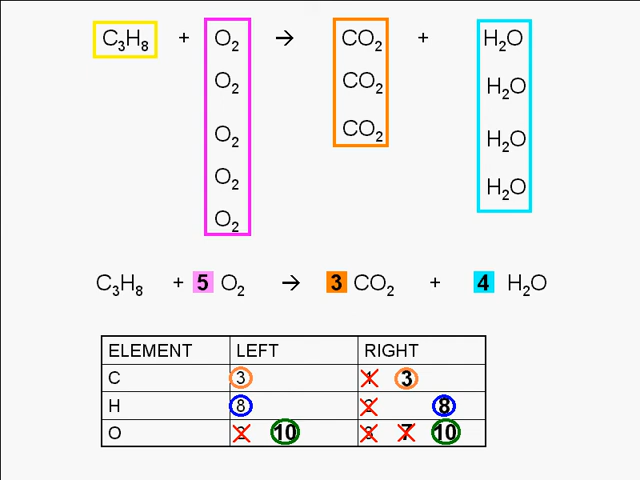 C3H8 + O2 → CO2 + H2O
O2 CO2 H2O
O2 CO2 H2O
O2 H2O
O2
C3H8 + 5 O2 → 3 CO2 + 4 H2O
ELEMENT LEFT RIGHT
C 3 1 3
H 8 2 8
O 2 10 3 7 10